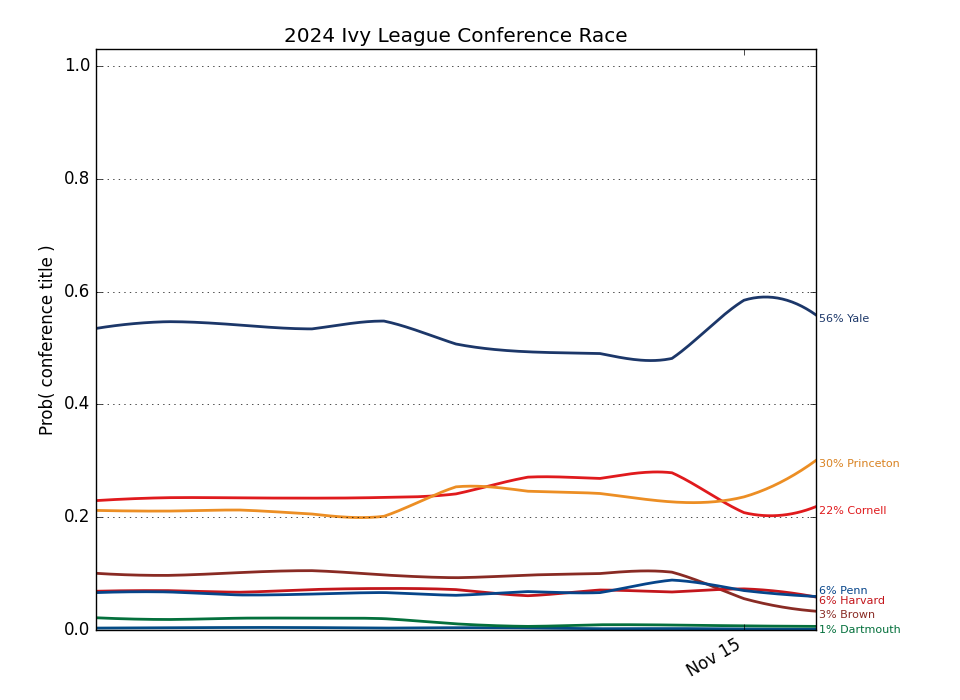 2024 Ivy League Conference Race
1.0
0.8
0.6
0.4
0.2
0.0
Prob( conference title )
56% Yale
30% Princeton
22% Cornell
6% Penn
6% Harvard
3% Brown
1% Dartmouth
Nov 15